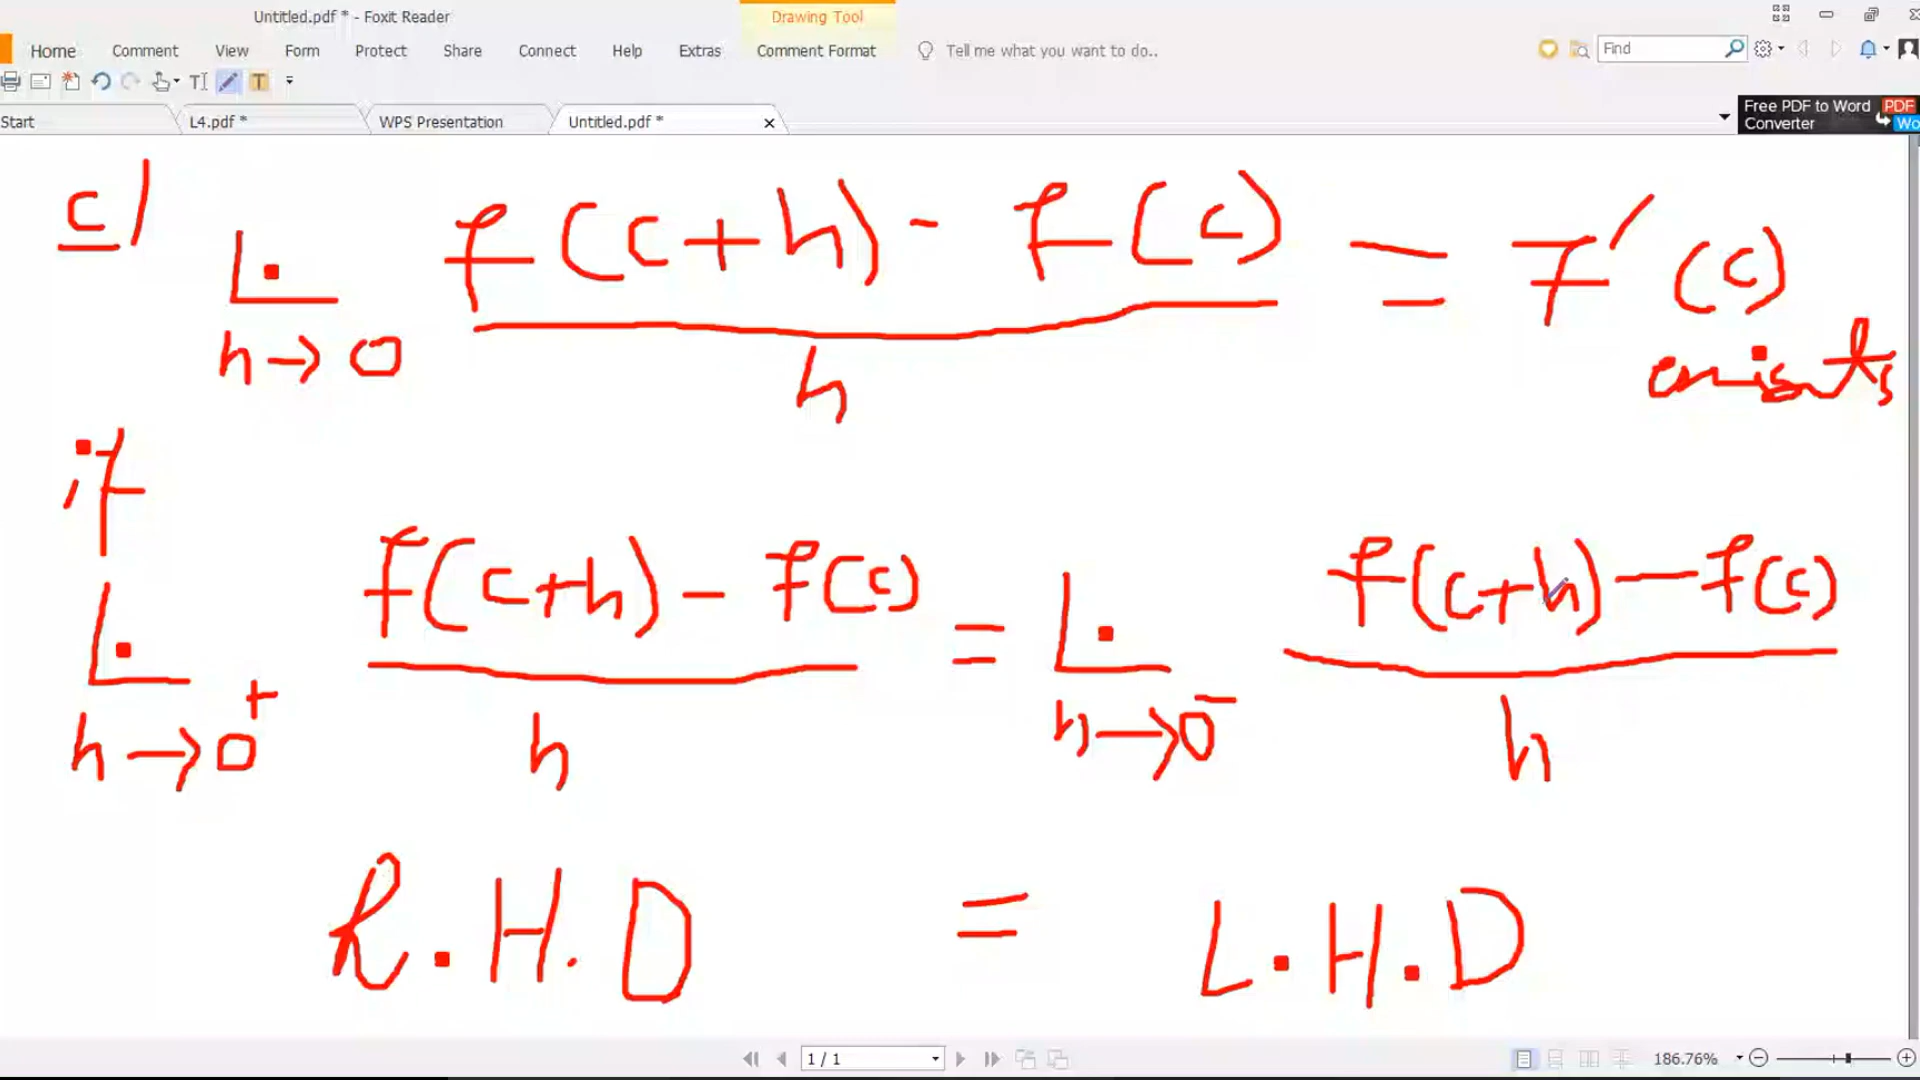 Untitled.pdf * - Foxit Reader
Drawing Tool
Home Comment View Form Protect Share Connect Help Extras Comment Format Tell me what you want to do.. Find
Start L4.pdf * WPS Presentation Untitled.pdf *
Free PDF to Word Converter PDF Wo
c)
L. h→0 f(c+h) - f(c) / h = f'(c) exists
if
L. h→0+ f(c+h) - f(c) / h = L. h→0- f(c+h) - f(c) / h
R.H.D = L.H.D
1 / 1 186.76%